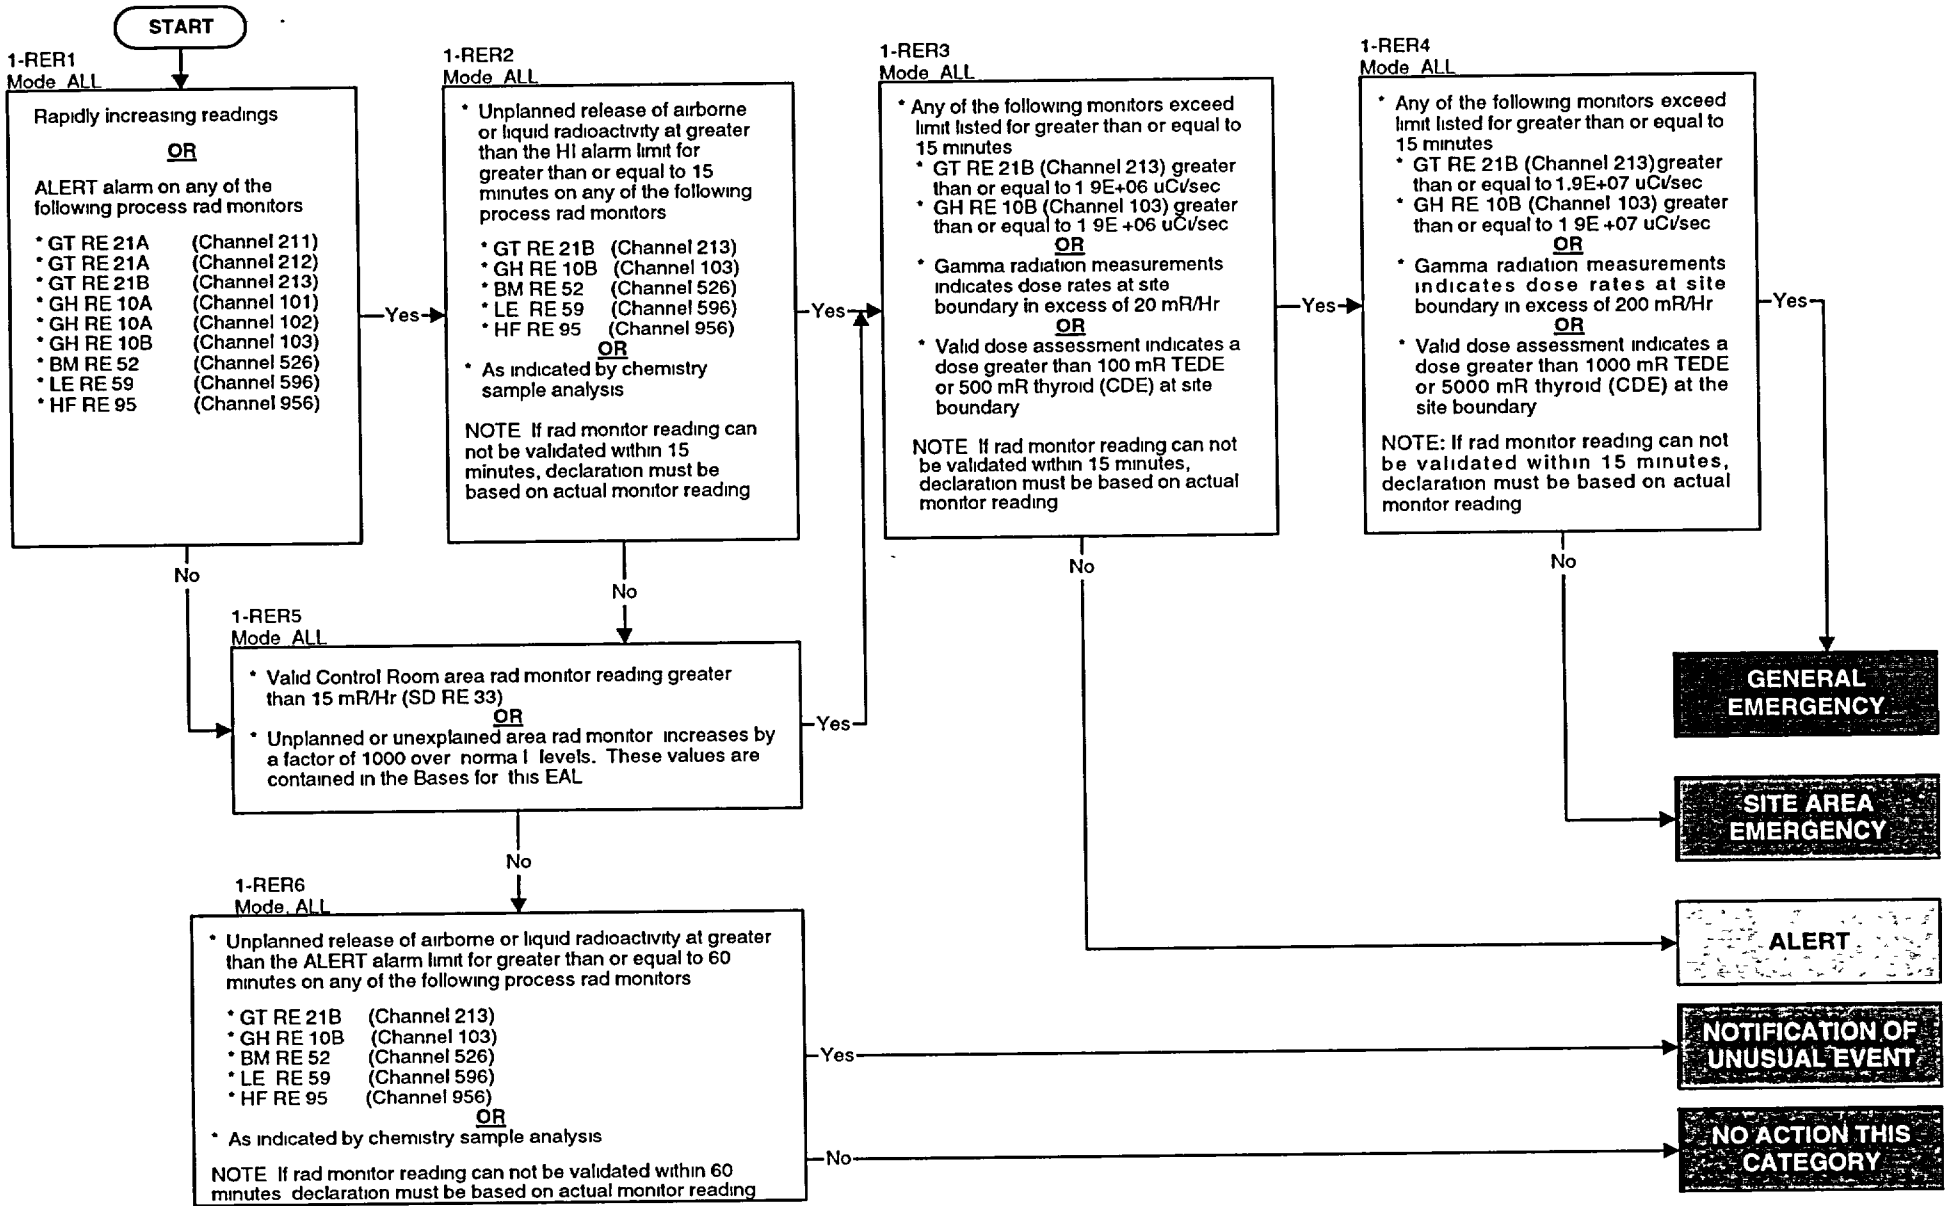 START
1-RER1
Mode ALL
Rapidly increasing readings
OR
ALERT alarm on any of the
following process rad monitors
* GT RE 21A (Channel 211)
* GT RE 21A (Channel 212)
* GT RE 21B (Channel 213)
* GH RE 10A (Channel 101)
* GH RE 10A (Channel 102)
* GH RE 10B (Channel 103)
* BM RE 52 (Channel 526)
* LE RE 59 (Channel 596)
* HF RE 95 (Channel 956)
Yes
No
1-RER2
Mode ALL
* Unplanned release of airborne
or liquid radioactivity at greater
than the HI alarm limit for
greater than or equal to 15
minutes on any of the following
process rad monitors
* GT RE 21B (Channel 213)
* GH RE 10B (Channel 103)
* BM RE 52 (Channel 526)
* LE RE 59 (Channel 596)
* HF RE 95 (Channel 956)
OR
* As indicated by chemistry
sample analysis
NOTE If rad monitor reading can
not be validated within 15
minutes, declaration must be
based on actual monitor reading
Yes
No
1-RER3
Mode ALL
* Any of the following monitors exceed
limit listed for greater than or equal to
15 minutes
* GT RE 21B (Channel 213) greater
than or equal to 1 9E+06 uCi/sec
* GH RE 10B (Channel 103) greater
than or equal to 1 9E +06 uCi/sec
OR
* Gamma radiation measurements
indicates dose rates at site
boundary in excess of 20 mR/Hr
OR
* Valid dose assessment indicates a
dose greater than 100 mR TEDE
or 500 mR thyroid (CDE) at site
boundary
NOTE If rad monitor reading can not
be validated within 15 minutes,
declaration must be based on actual
monitor reading
Yes
No
1-RER4
Mode ALL
* Any of the following monitors exceed
limit listed for greater than or equal to
15 minutes
* GT RE 21B (Channel 213)greater
than or equal to 1.9E+07 uCi/sec
* GH RE 10B (Channel 103) greater
than or equal to 1 9E +07 uCi/sec
OR
* Gamma radiation measurements
indicates dose rates at site
boundary in excess of 200 mR/Hr
OR
* Valid dose assessment indicates a
dose greater than 1000 mR TEDE
or 5000 mR thyroid (CDE) at the
site boundary
NOTE: If rad monitor reading can not
be validated within 15 minutes,
declaration must be based on actual
monitor reading
Yes
No
1-RER5
Mode ALL
* Valid Control Room area rad monitor reading greater
than 15 mR/Hr (SD RE 33)
OR
* Unplanned or unexplained area rad monitor increases by
a factor of 1000 over norma l levels. These values are
contained in the Bases for this EAL
Yes
No
1-RER6
Mode. ALL
* Unplanned release of airborne or liquid radioactivity at greater
than the ALERT alarm limit for greater than or equal to 60
minutes on any of the following process rad monitors
* GT RE 21B (Channel 213)
* GH RE 10B (Channel 103)
* BM RE 52 (Channel 526)
* LE RE 59 (Channel 596)
* HF RE 95 (Channel 956)
OR
* As indicated by chemistry sample analysis
NOTE If rad monitor reading can not be validated within 60
minutes declaration must be based on actual monitor reading
Yes
No
GENERAL
EMERGENCY
SITE AREA
EMERGENCY
ALERT
NOTIFICATION OF
UNUSUAL EVENT
NO ACTION THIS
CATEGORY